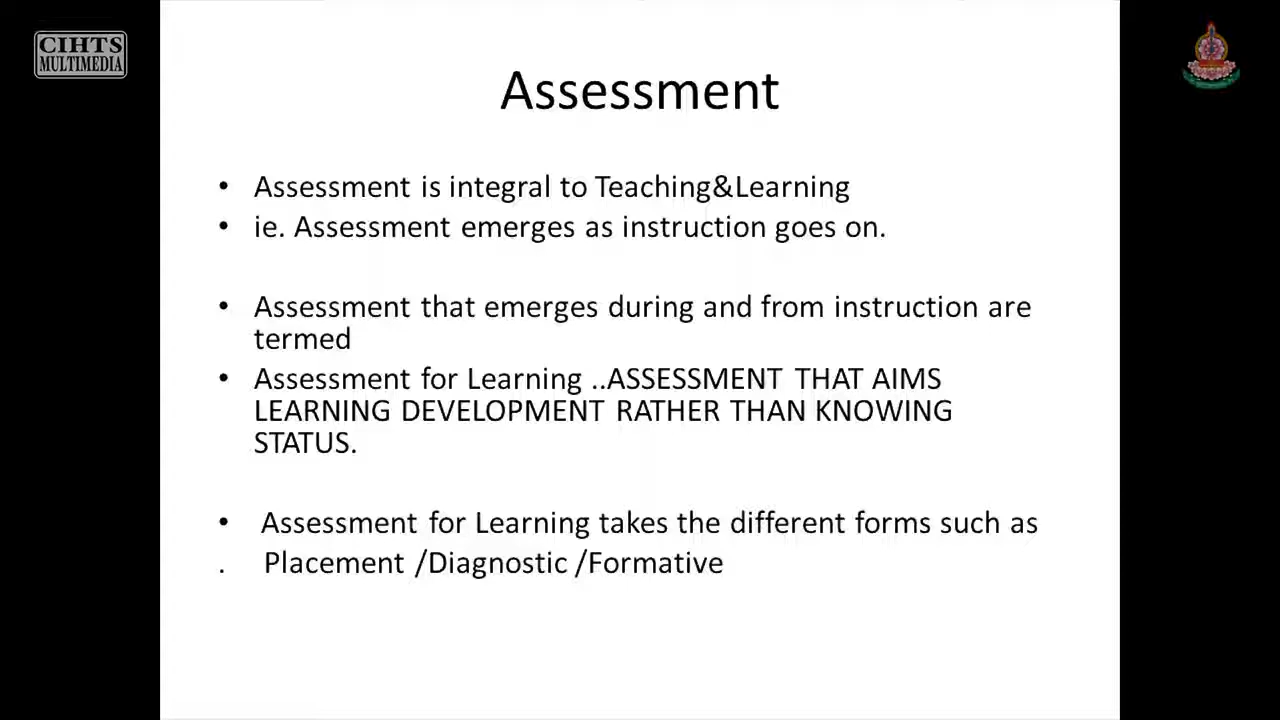 CIHTS
MULTIMEDIA
Assessment
• Assessment is integral to Teaching&Learning
• ie. Assessment emerges as instruction goes on.
• Assessment that emerges during and from instruction are
termed
• Assessment for Learning ..ASSESSMENT THAT AIMS
LEARNING DEVELOPMENT RATHER THAN KNOWING
STATUS.
• Assessment for Learning takes the different forms such as
. Placement /Diagnostic /Formative